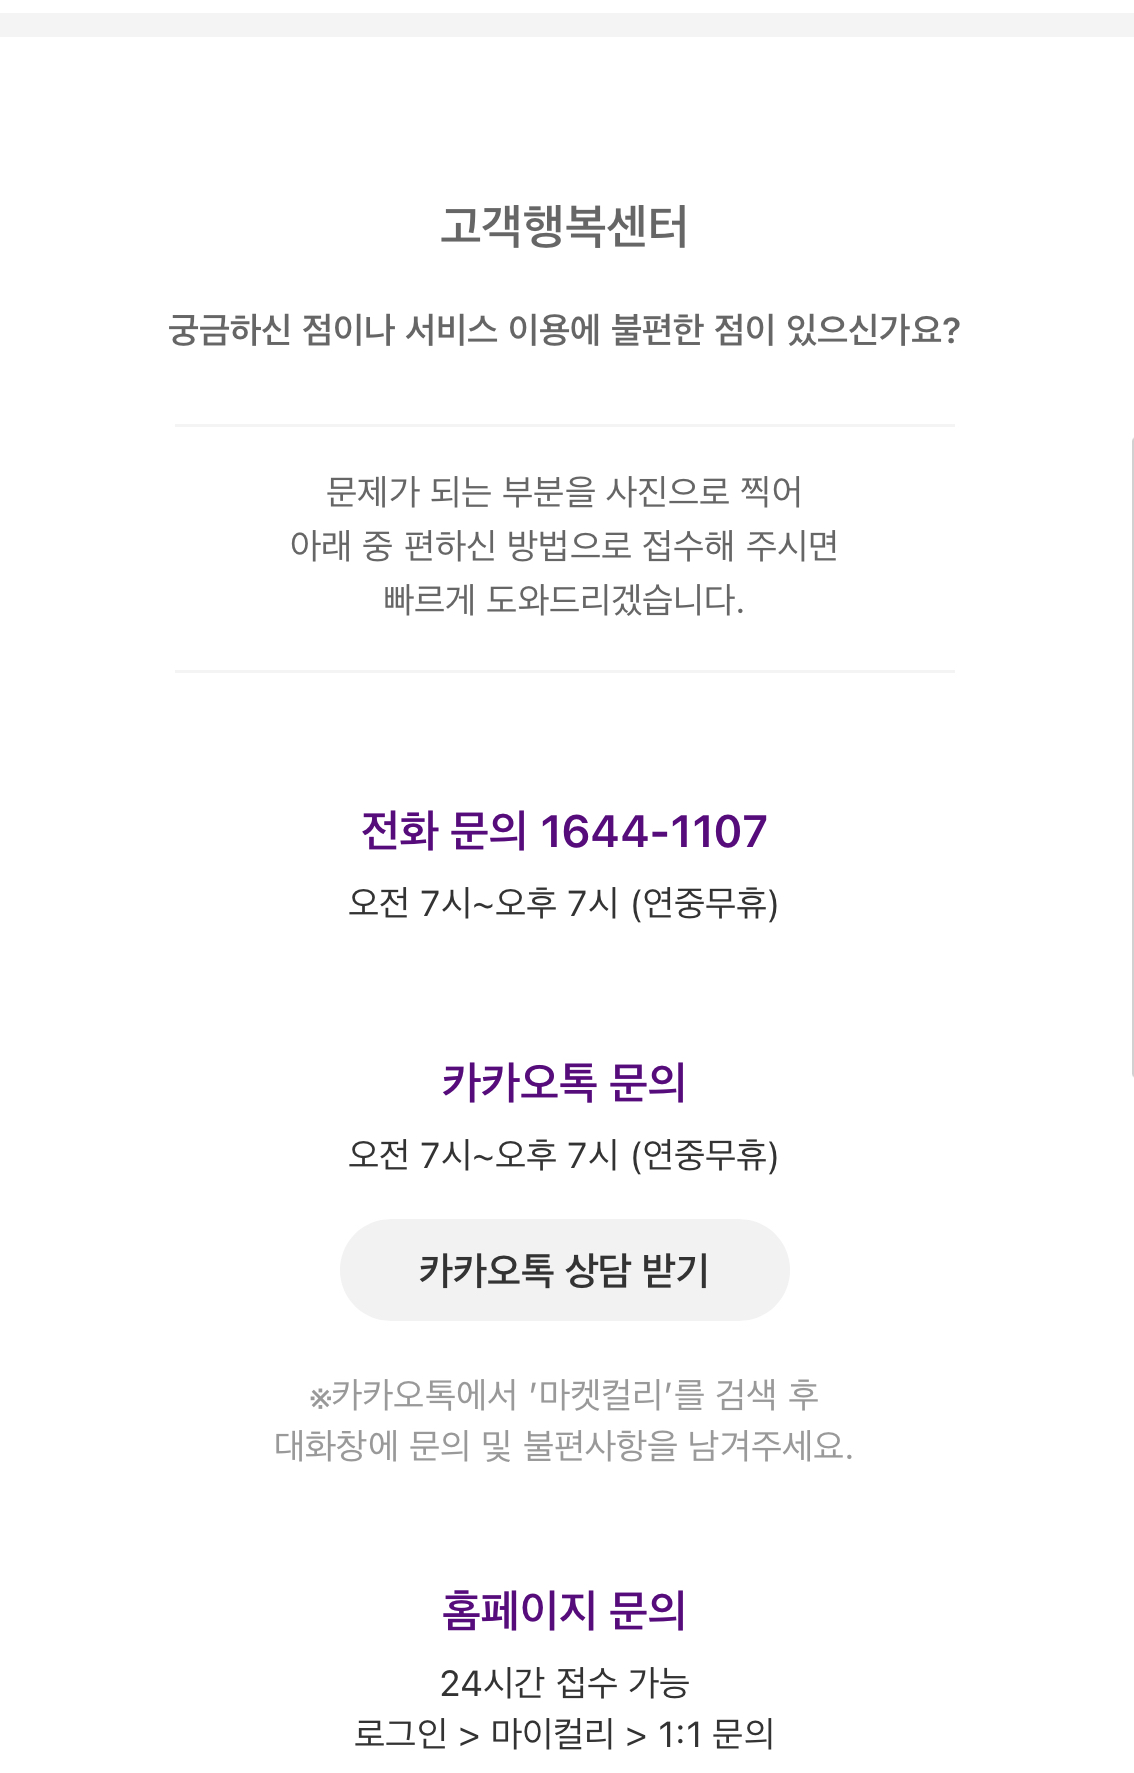 고객행복센터
궁금하신 점이나 서비스 이용에 불편한 점이 있으신가요?
문제가 되는 부분을 사진으로 찍어
아래 중 편하신 방법으로 접수해 주시면
빠르게 도와드리겠습니다.
전화 문의 1644-1107
오전 7시~오후 7시 (연중무휴)
카카오톡 문의
오전 7시~오후 7시 (연중무휴)
카카오톡 상담 받기
※카카오톡에서 '마켓컬리'를 검색 후
대화창에 문의 및 불편사항을 남겨주세요.
홈페이지 문의
24시간 접수 가능
로그인 > 마이컬리 > 1:1 문의